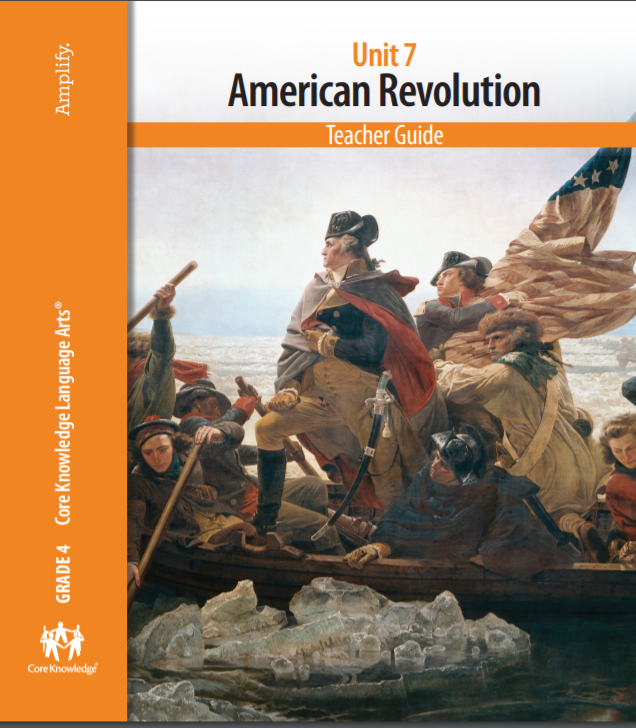 Unit 7
American Revolution
Teacher Guide
Amplify.
GRADE 4 Core Knowledge Language Arts®
Core Knowledge®